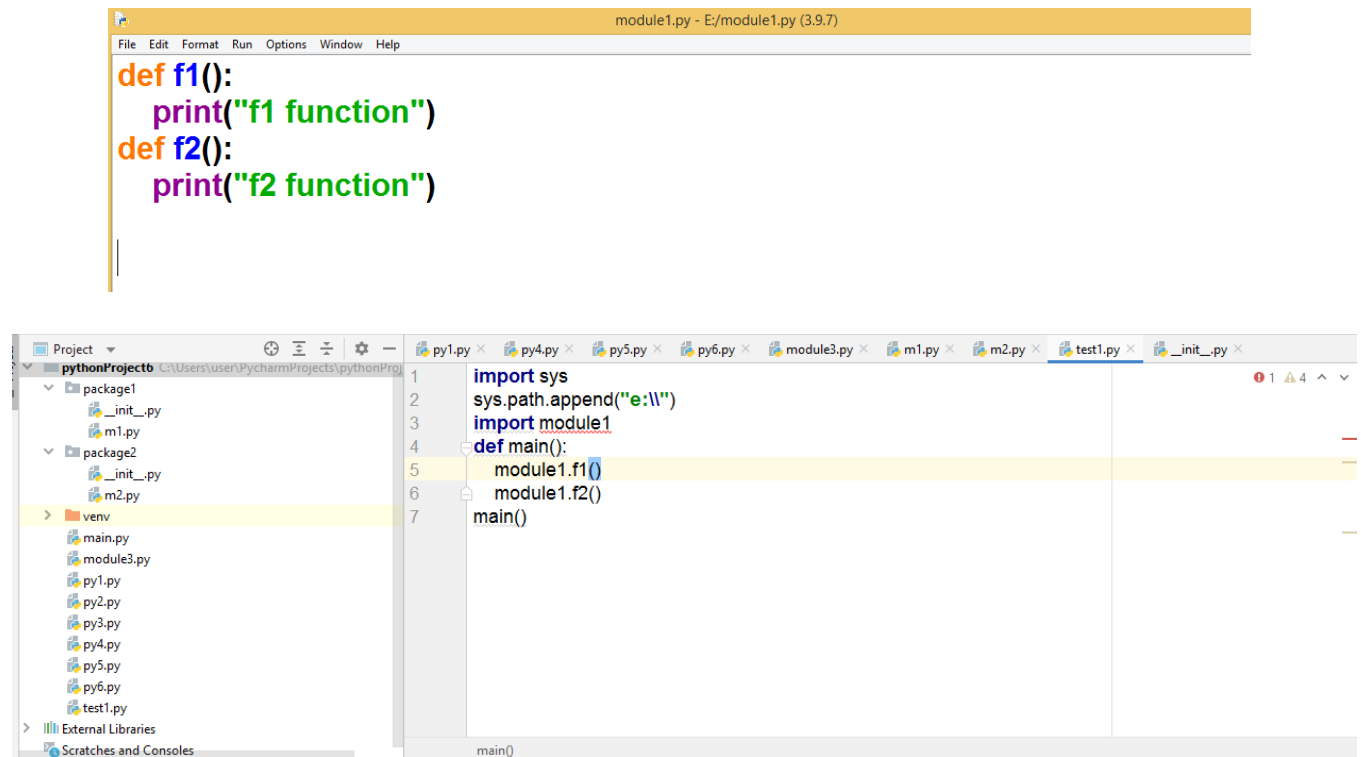 module1.py - E:/module1.py (3.9.7)
File Edit Format Run Options Window Help
def f1():
    print("f1 function")
def f2():
    print("f2 function")
Project
pythonProject6 C:\Users\user\PycharmProjects\pythonProj
package1
__init__.py
m1.py
package2
__init__.py
m2.py
venv
main.py
module3.py
py1.py
py2.py
py3.py
py4.py
py5.py
py6.py
test1.py
External Libraries
Scratches and Consoles
py1.py py4.py py5.py py6.py module3.py m1.py m2.py test1.py __init__.py
1 import sys
2 sys.path.append("e:\\")
3 import module1
4 def main():
5     module1.f1()
6     module1.f2()
7 main()
1 4
main()